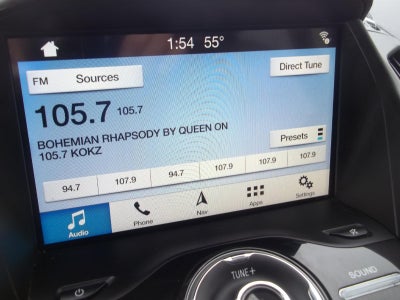 1:54 55°
FM Sources
Direct Tune
105.7 105.7
BOHEMIAN RHAPSODY BY QUEEN ON
105.7 KOKZ
Presets
94.7 107.9 94.7 107.9 107.9 107.9
Audio Phone Nav Apps Settings
TUNE+
SOUND